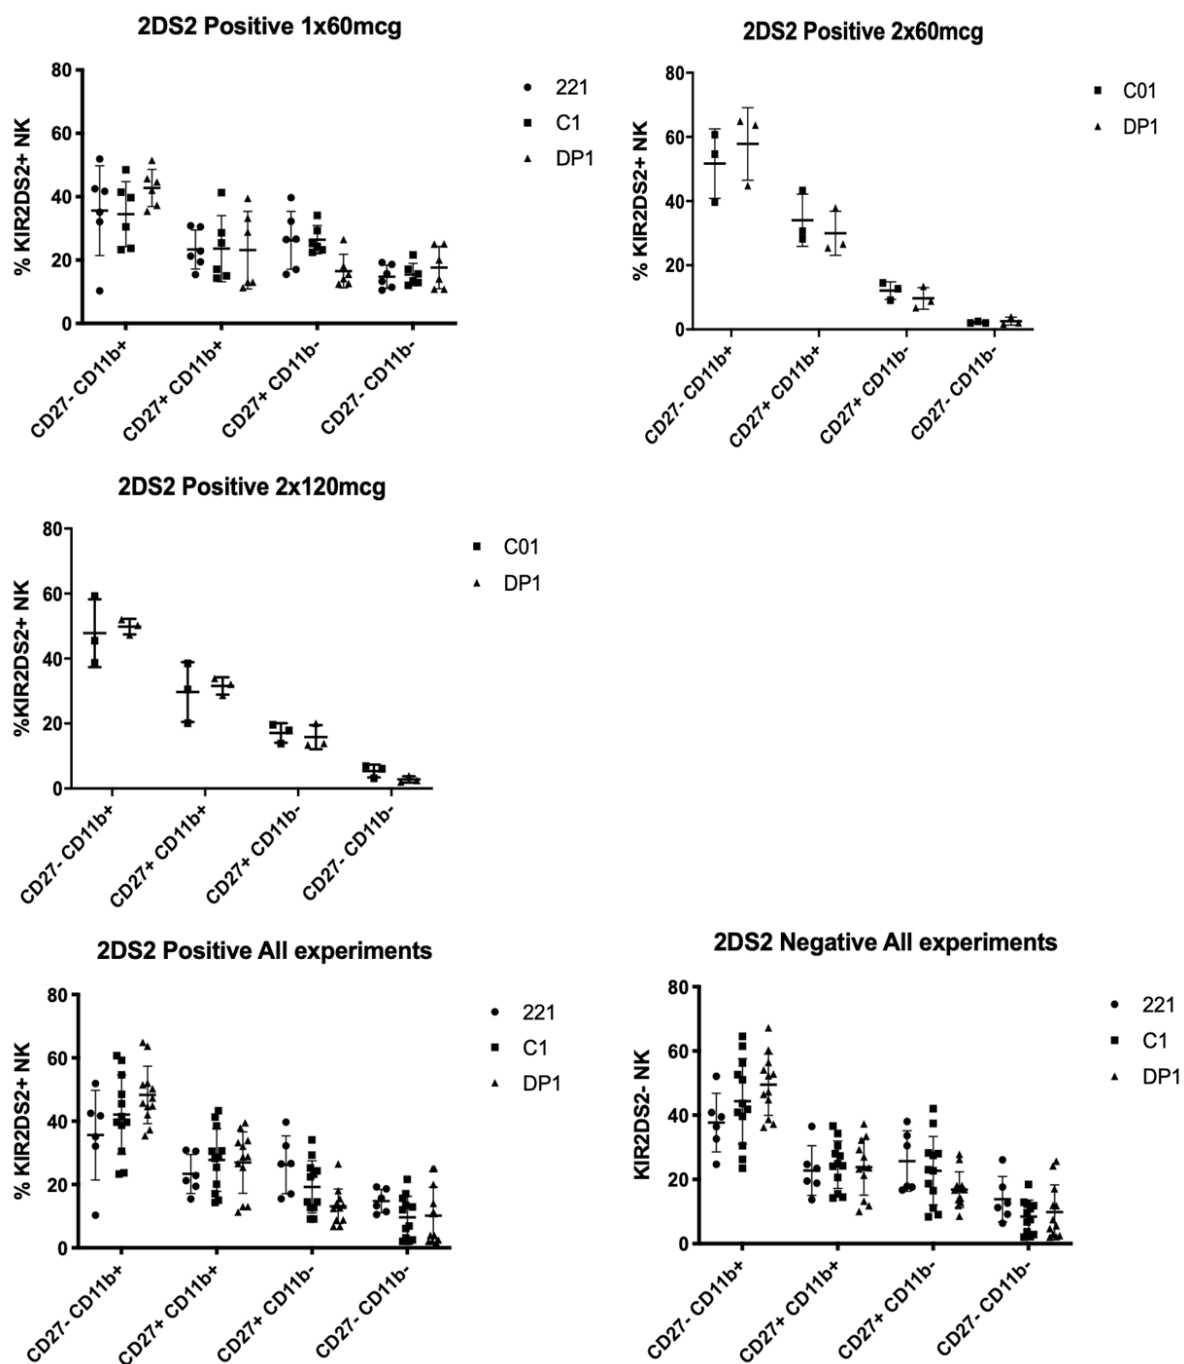 2DS2 Positive 1x60mcg
% KIR2DS2+ NK
80
60
40
20
0
CD27- CD11b+
CD27+ CD11b+
CD27+ CD11b-
CD27- CD11b-
221
C1
DP1
2DS2 Positive 2x60mcg
% KIR2DS2+ NK
80
60
40
20
0
CD27- CD11b+
CD27+ CD11b+
CD27+ CD11b-
CD27- CD11b-
C01
DP1
2DS2 Positive 2x120mcg
%KIR2DS2+ NK
80
60
40
20
0
CD27- CD11b+
CD27+ CD11b+
CD27+ CD11b-
CD27- CD11b-
C01
DP1
2DS2 Positive All experiments
% KIR2DS2+ NK
80
60
40
20
0
CD27- CD11b+
CD27+ CD11b+
CD27+ CD11b-
CD27- CD11b-
221
C1
DP1
2DS2 Negative All experiments
KIR2DS2- NK
80
60
40
20
0
CD27- CD11b+
CD27+ CD11b+
CD27+ CD11b-
CD27- CD11b-
221
C1
DP1